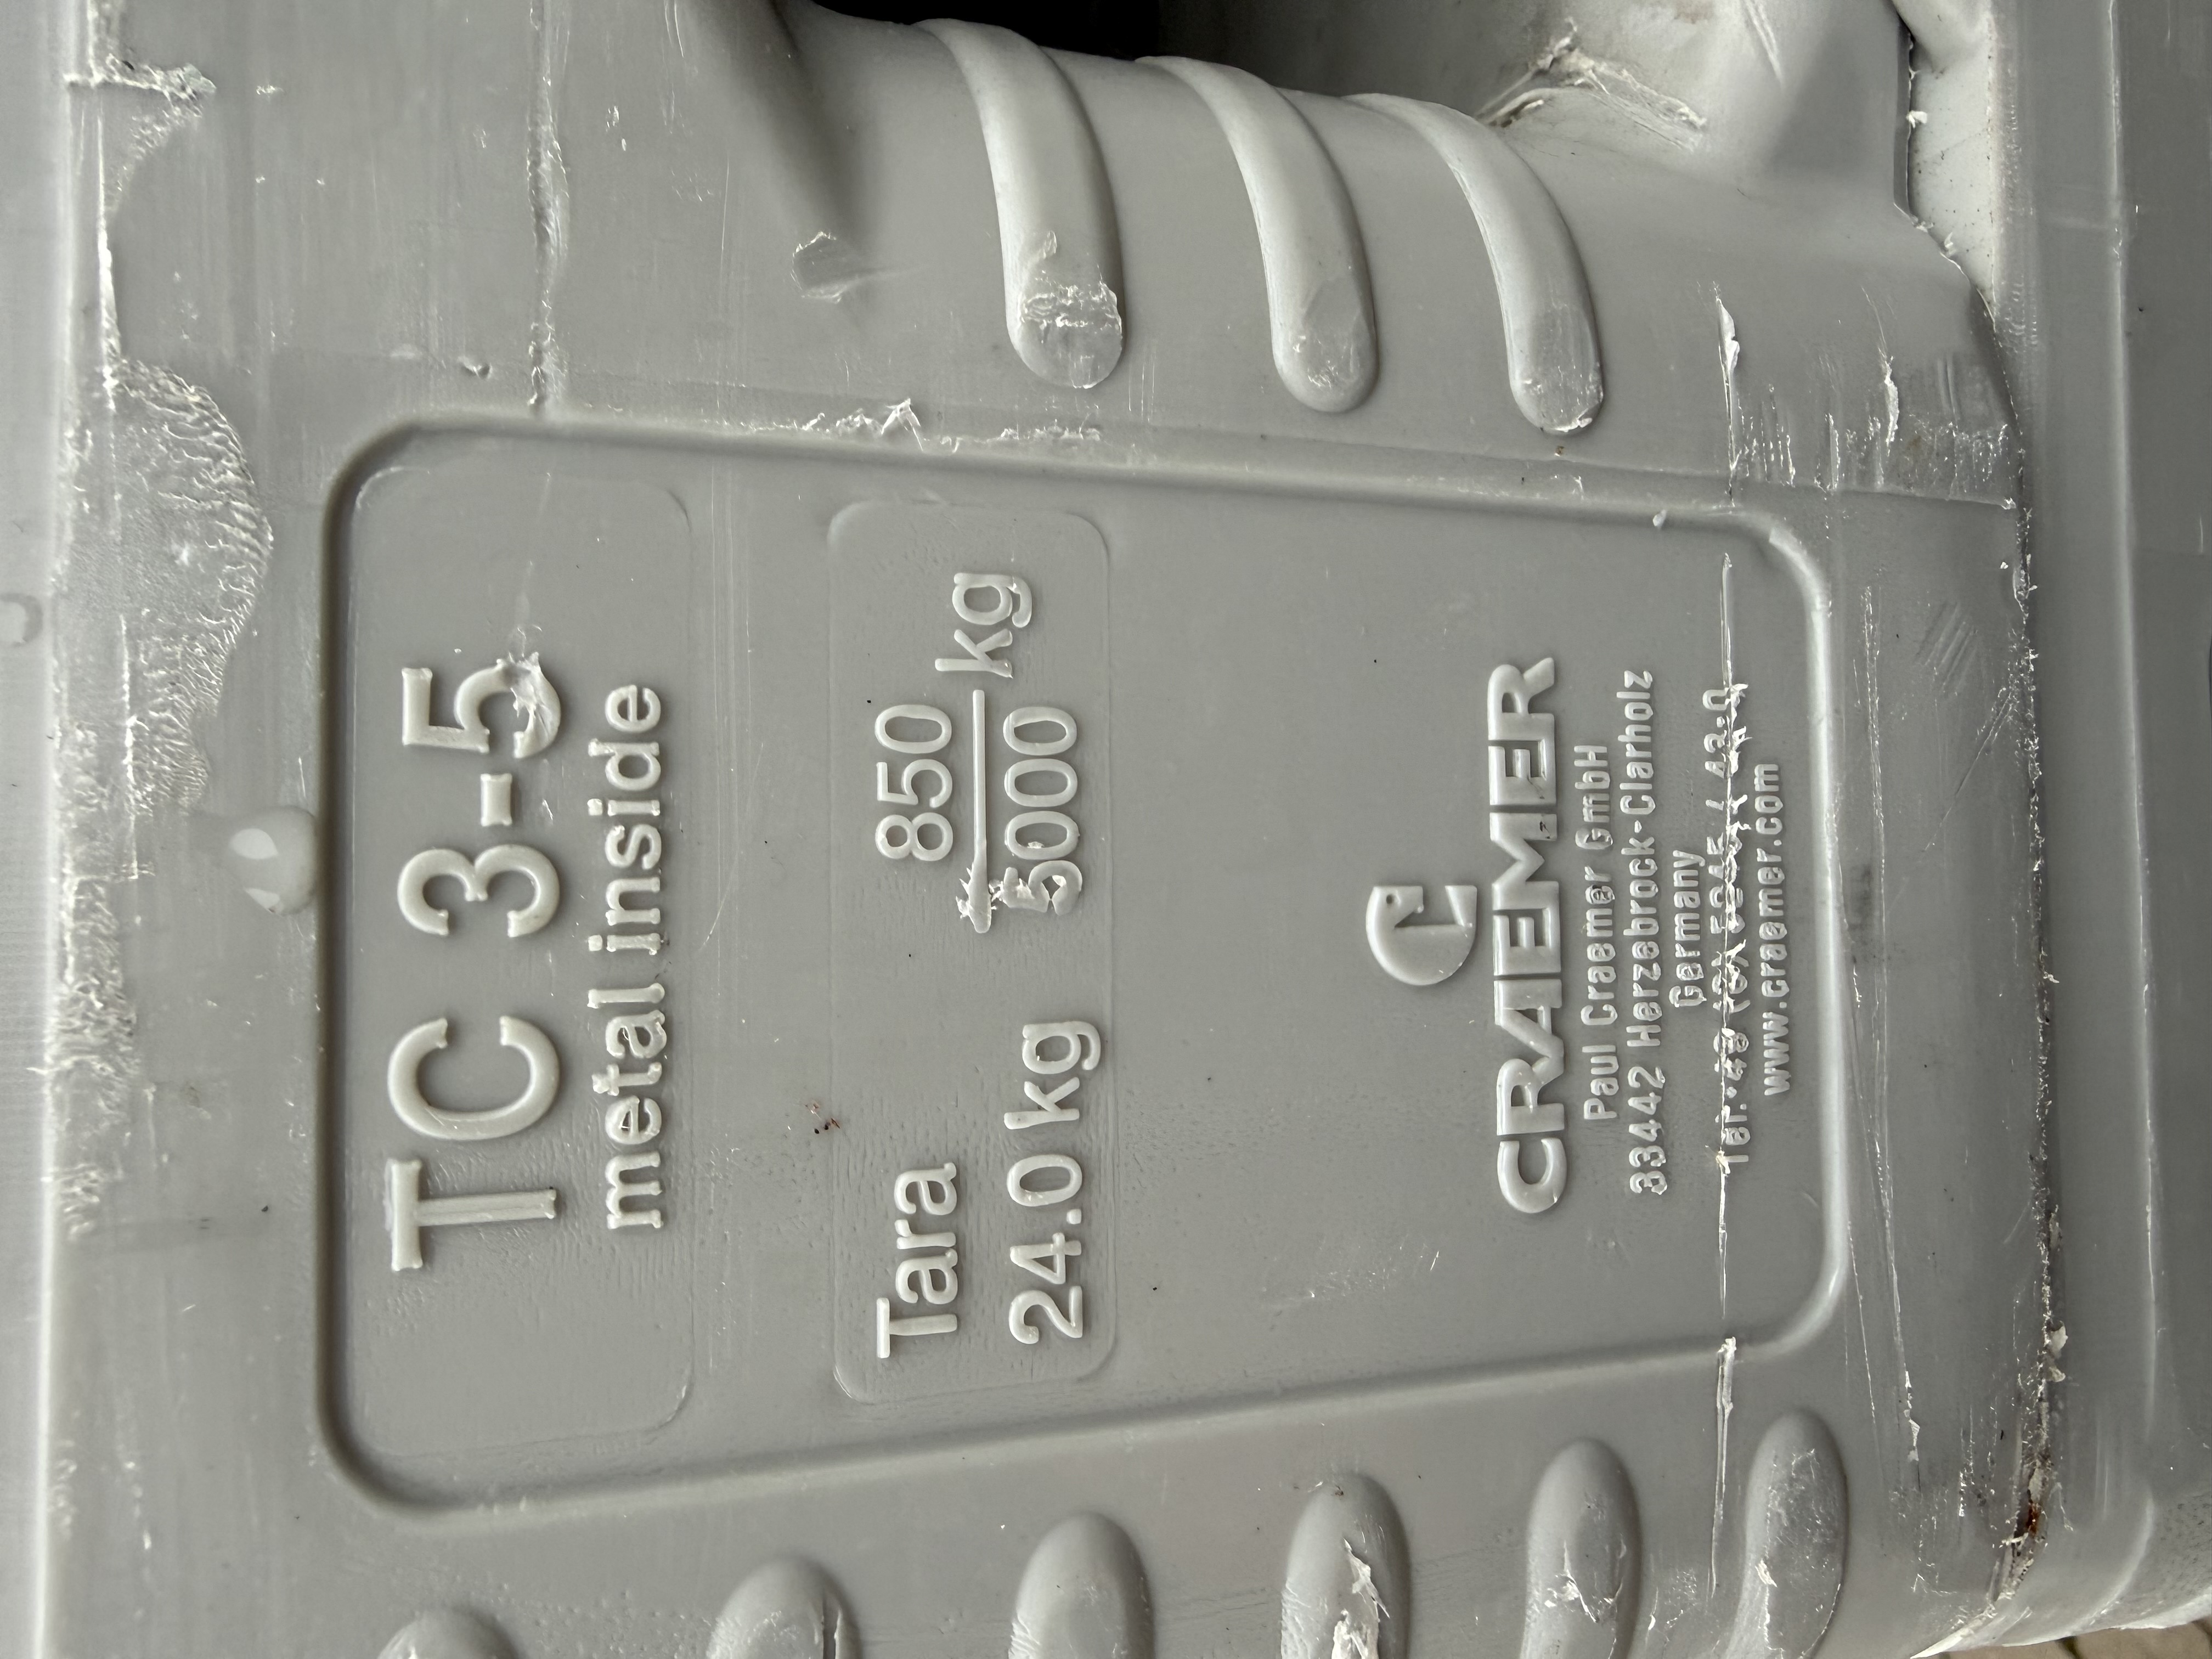 TC 3-5
metal inside
Tara
24.0 kg
850
5000 kg
CRAEMER
Paul Craemer GmbH
33442 Herzebrock-Clarholz
Germany
www.craemer.com